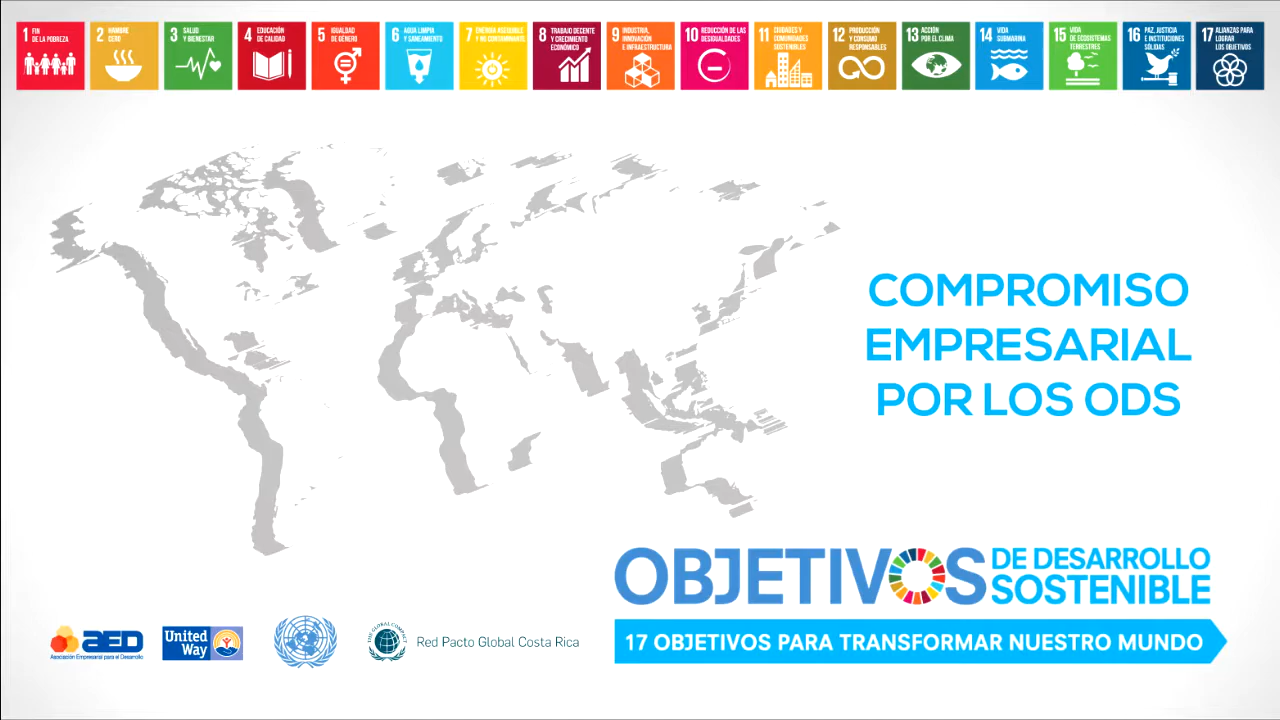 1 FIN
DE LA POBREZA
2 HAMBRE
CERO
3 SALUD
Y BIENESTAR
4 EDUCACIÓN
DE CALIDAD
5 IGUALDAD
DE GÉNERO
6 AGUA LIMPIA
Y SANEAMIENTO
7 ENERGÍA ASEQUIBLE
Y NO CONTAMINANTE
8 TRABAJO DECENTE
Y CRECIMIENTO
ECONÓMICO
9 INDUSTRIA,
INNOVACIÓN
E INFRAESTRUCTURA
10 REDUCCIÓN DE LAS
DESIGUALDADES
11 CIUDADES Y
COMUNIDADES
SOSTENIBLES
12 PRODUCCIÓN
Y CONSUMO
RESPONSABLES
13 ACCIÓN
POR EL CLIMA
14 VIDA
SUBMARINA
15 VIDA
DE ECOSISTEMAS
TERRESTRES
16 PAZ, JUSTICIA
E INSTITUCIONES
SÓLIDAS
17 ALIANZAS PARA
LOGRAR
LOS OBJETIVOS
COMPROMISO
EMPRESARIAL
POR LOS ODS
OBJETIVOS DE DESARROLLO
SOSTENIBLE
17 OBJETIVOS PARA TRANSFORMAR NUESTRO MUNDO
AED
Asociación Empresarial para el Desarrollo
United
Way
THE GLOBAL COMPACT
Red Pacto Global Costa Rica